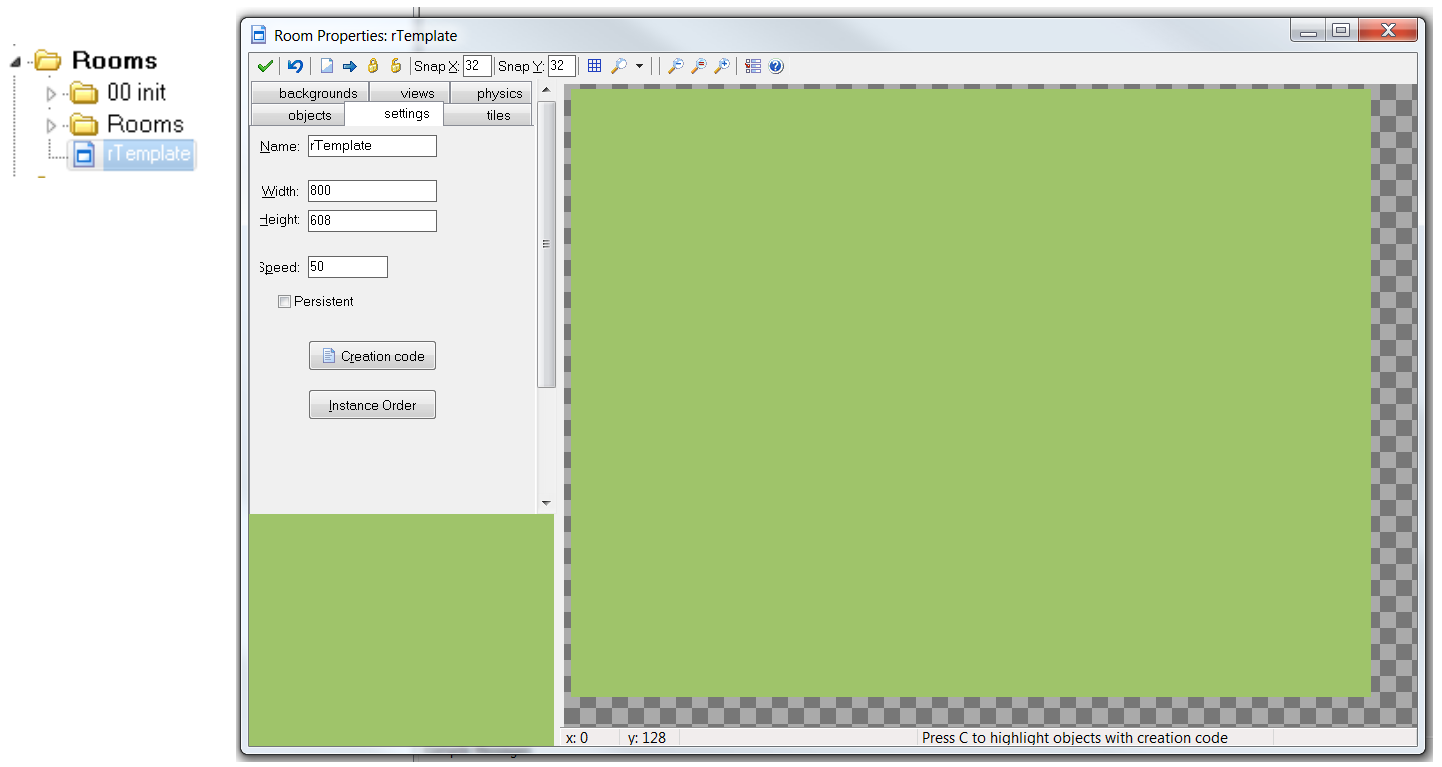 Rooms
00 init
Rooms
rTemplate
Room Properties: rTemplate
Snap X: 32 Snap Y: 32
backgrounds views physics
objects settings tiles
Name: rTemplate
Width: 800
Height: 608
Speed: 50
Persistent
Creation code
Instance Order
x: 0 y: 128 Press C to highlight objects with creation code